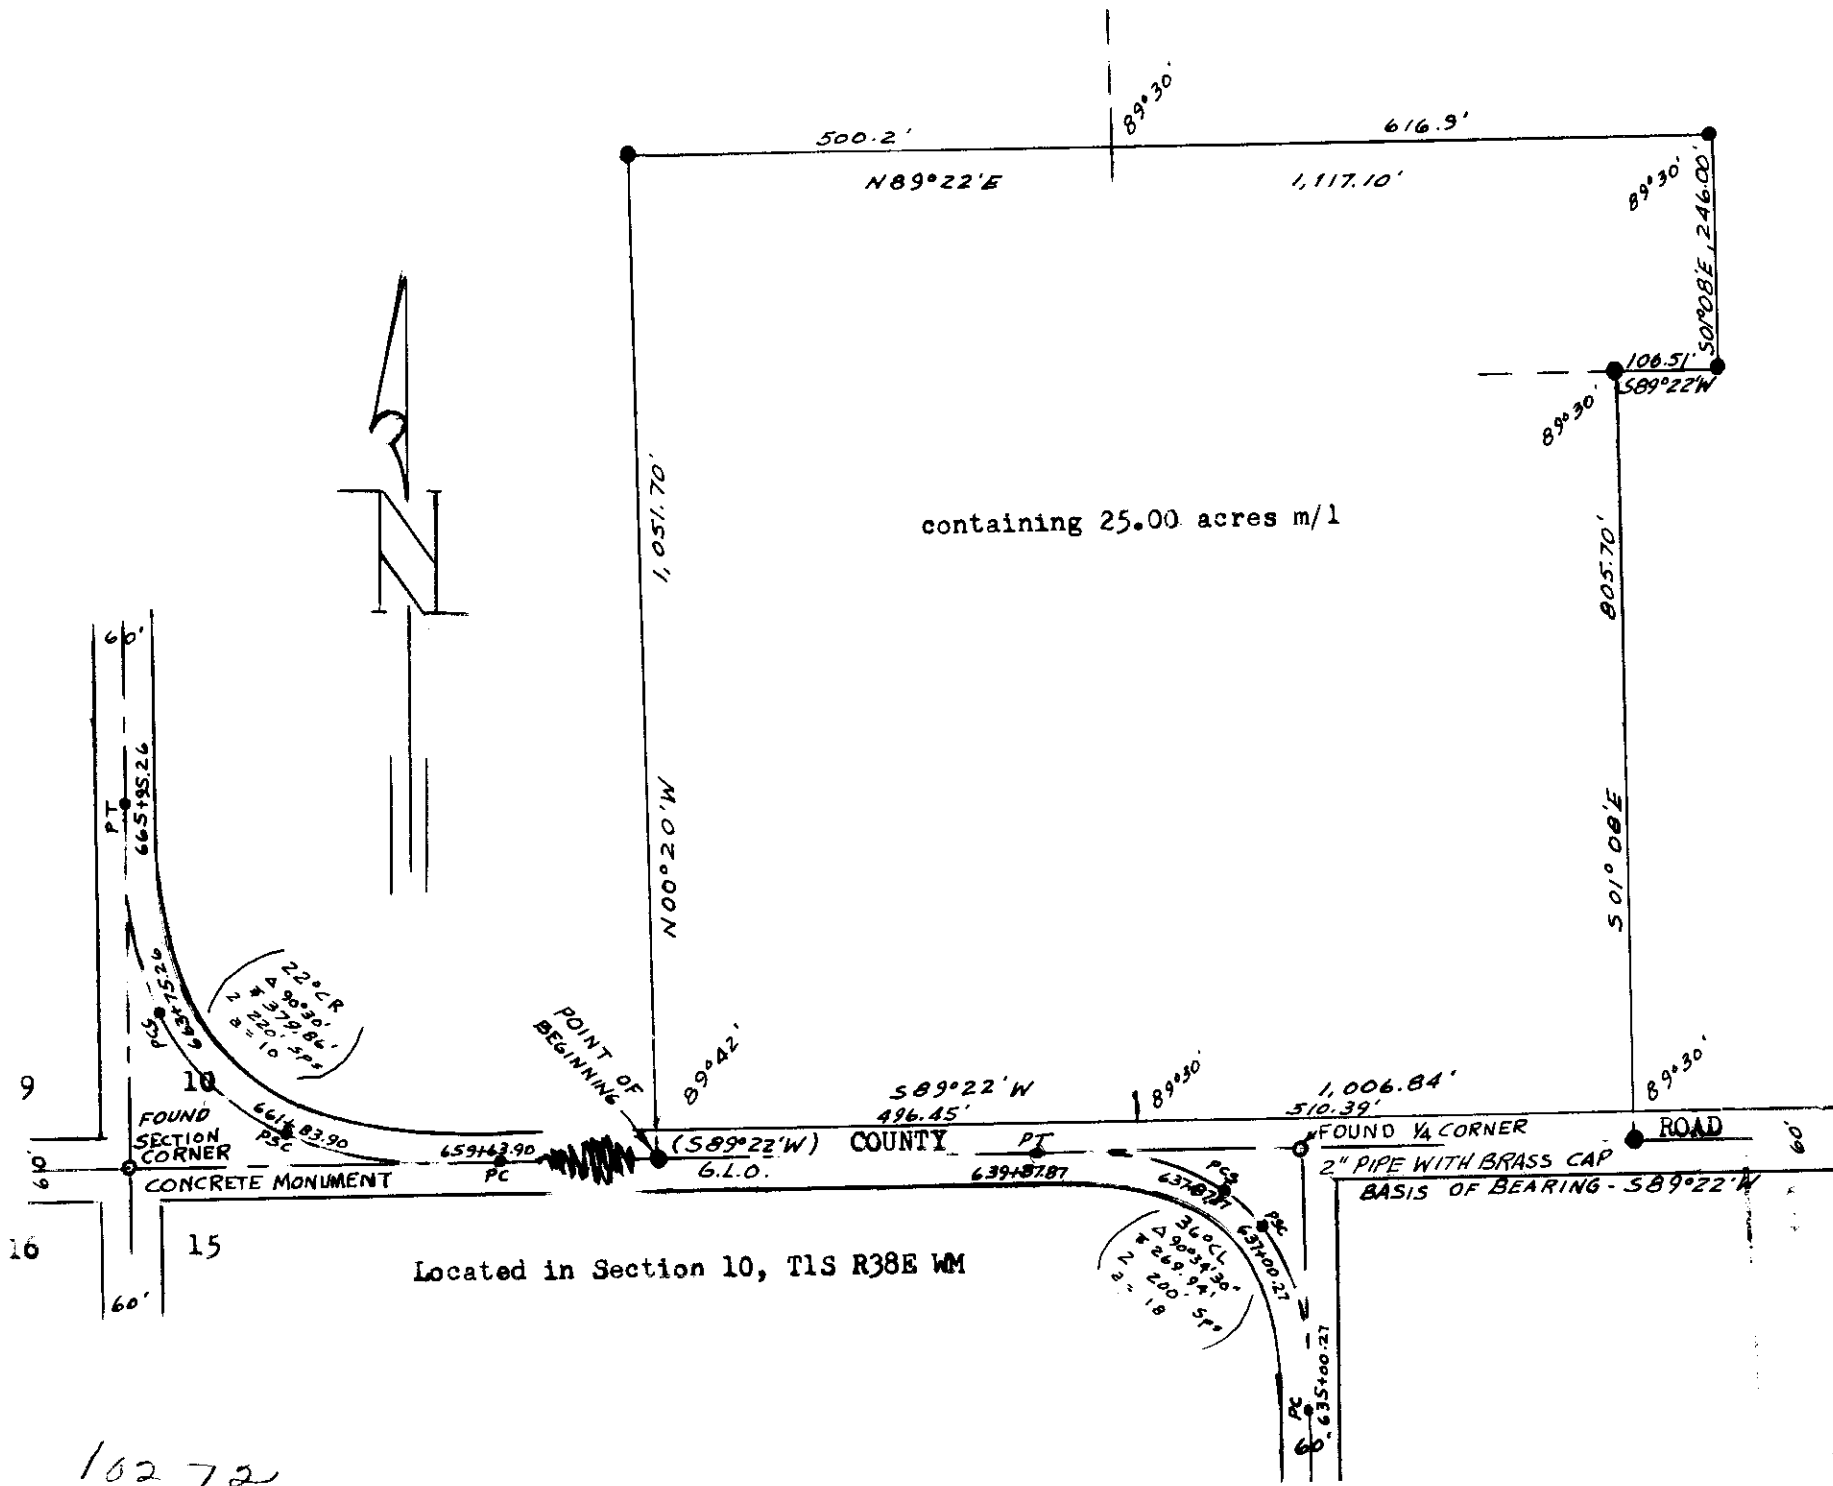 89°30'
500.2'
616.9'
N89°22'E
1,117.10'
89°30'
S01°08'E, 246.00'
106.51'
S89°22'W
89°30'
1,051.70'
containing 25.00 acres m/l
805.70'
N
60'
PT
665+95.26
N00°20'W
S01°08'E
22° CR
Δ 90°30'
379.86'
220' SPS
a = 10
PCS
663+75.26
POINT OF
BEGINNING
89°42'
89°30'
89°30'
S89°22'W
1,006.84'
496.45'
510.39'
9
10
FOUND
SECTION
CORNER
661+83.90
PSC
659+63.90
PC
(S89°22'W)
G.L.O.
COUNTY
PT
639+87.87
FOUND 1/4 CORNER
ROAD
60'
2" PIPE WITH BRASS CAP
BASIS OF BEARING - S89°22'W
60'
CONCRETE MONUMENT
PCS
637+87.87
PSC
637+00.27
16
15
Located in Section 10, T1S R38E WM
36° CL
Δ 90°34'30"
269.94'
200' SPS
a = 18
60'
PC
635+00.27
60'
10272